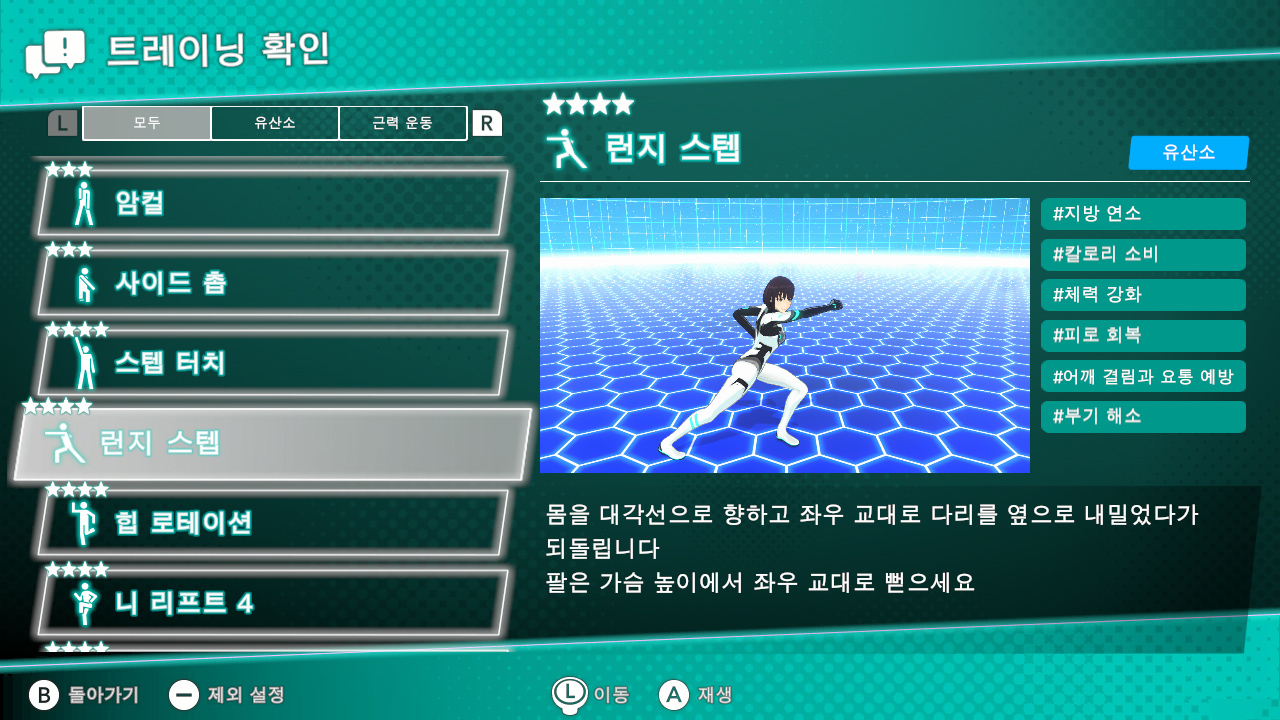 트레이닝 확인
L 모두 유산소 근력 운동 R
암컬
사이드 촙
스텝 터치
런지 스텝
힙 로테이션
니 리프트 4
런지 스텝
유산소
#지방 연소
#칼로리 소비
#체력 강화
#피로 회복
#어깨 결림과 요통 예방
#부기 해소
몸을 대각선으로 향하고 좌우 교대로 다리를 옆으로 내밀었다가
되돌립니다
팔은 가슴 높이에서 좌우 교대로 뻗으세요
B 돌아가기 − 제외 설정 L 이동 A 재생